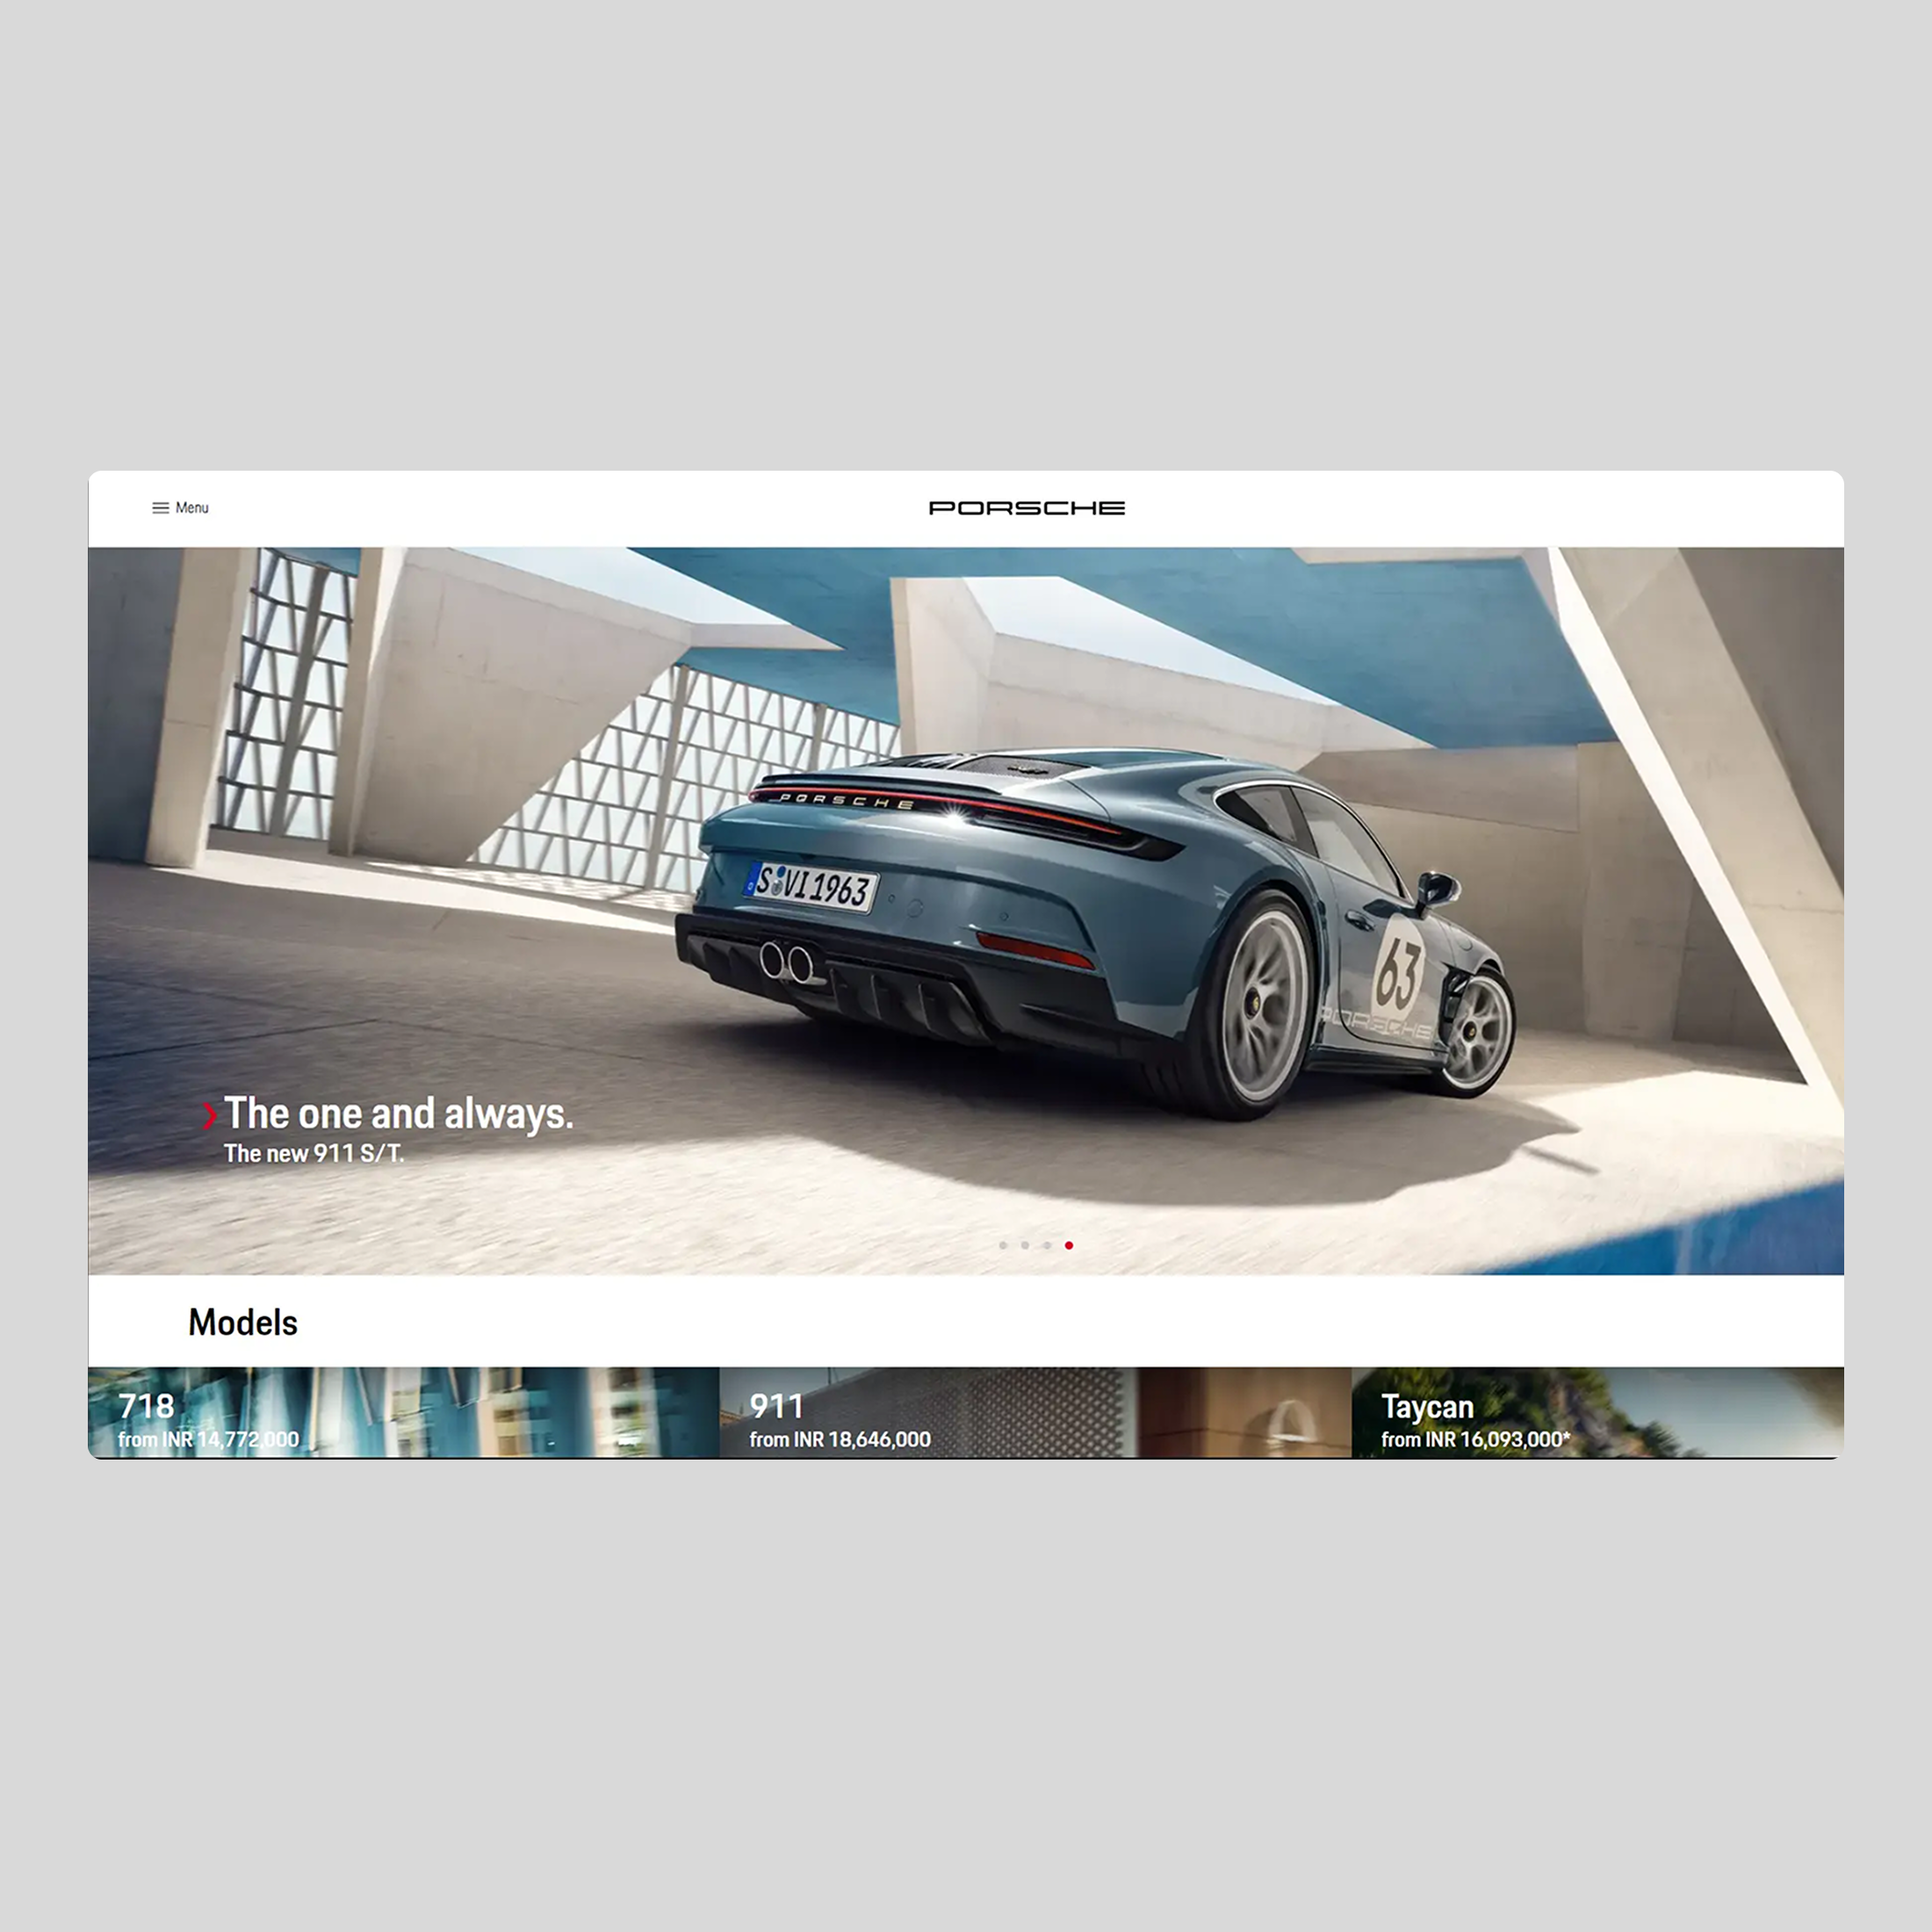 Menu
PORSCHE
PORSCHE
S VI 1963
63
PORSCHE
The one and always.
The new 911 S/T.
Models
718
from INR 14,772,000
911
from INR 18,646,000
Taycan
from INR 16,093,000*